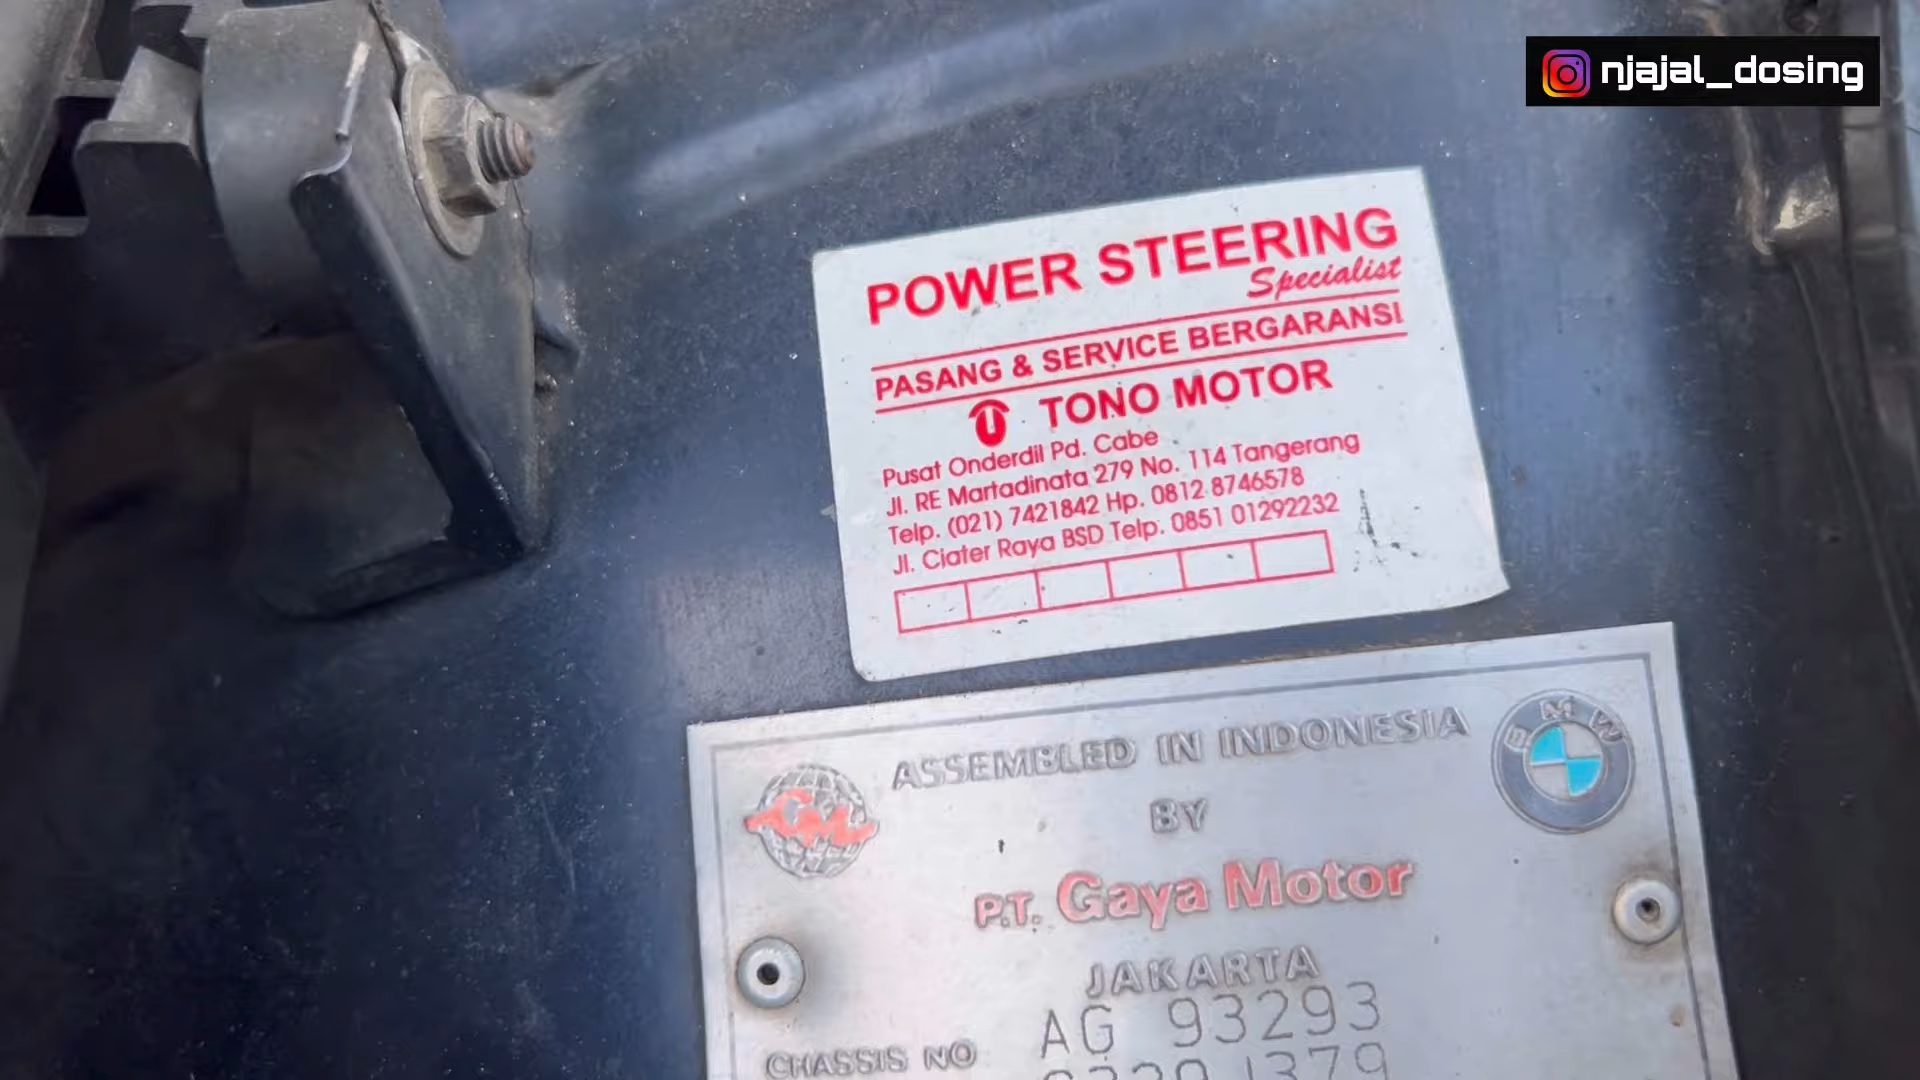 njajal_dosing
POWER STEERING
Specialist
PASANG & SERVICE BERGARANSI
TONO MOTOR
Pusat Onderdil Pd. Cabe
Jl. RE Martadinata 279 No. 114 Tangerang
Telp. (021) 7421842 Hp. 0812 8746578
Jl. Ciater Raya BSD Telp. 0851 01292232
ASSEMBLED IN INDONESIA
BMW
BY
GM
P.T. Gaya Motor
JAKARTA
AG 93293
CHASSIS NO